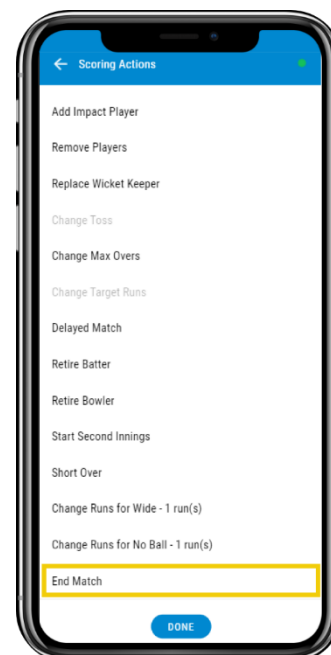 Scoring Actions
Add Impact Player
Remove Players
Replace Wicket Keeper
Change Toss
Change Max Overs
Change Target Runs
Delayed Match
Retire Batter
Retire Bowler
Start Second Innings
Short Over
Change Runs for Wide - 1 run(s)
Change Runs for No Ball - 1 run(s)
End Match
DONE